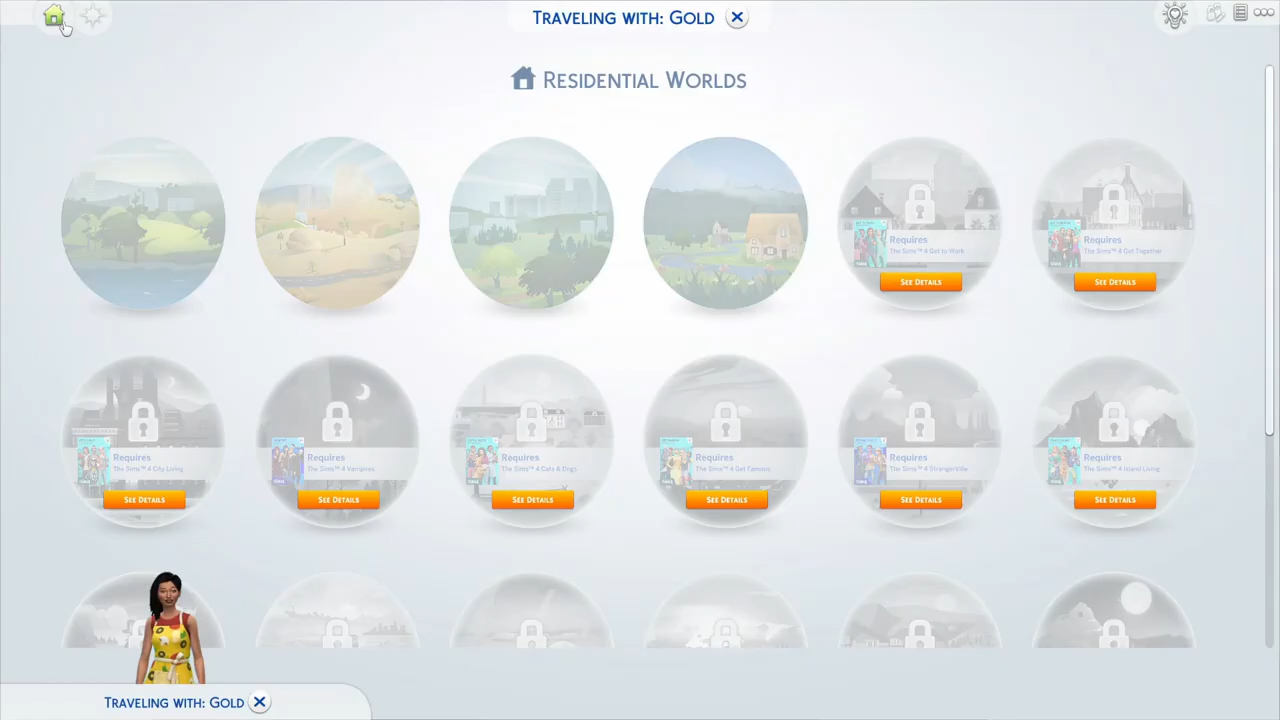 Traveling with: Gold
Residential Worlds
Requires
The Sims™ 4 Get to Work
See Details
Requires
The Sims™ 4 Get Together
See Details
Requires
The Sims™ 4 City Living
See Details
Requires
The Sims™ 4 Vampires
See Details
Requires
The Sims™ 4 Cats & Dogs
See Details
Requires
The Sims™ 4 Get Famous
See Details
Requires
The Sims™ 4 StrangerVille
See Details
Requires
The Sims™ 4 Island Living
See Details
Traveling with: Gold